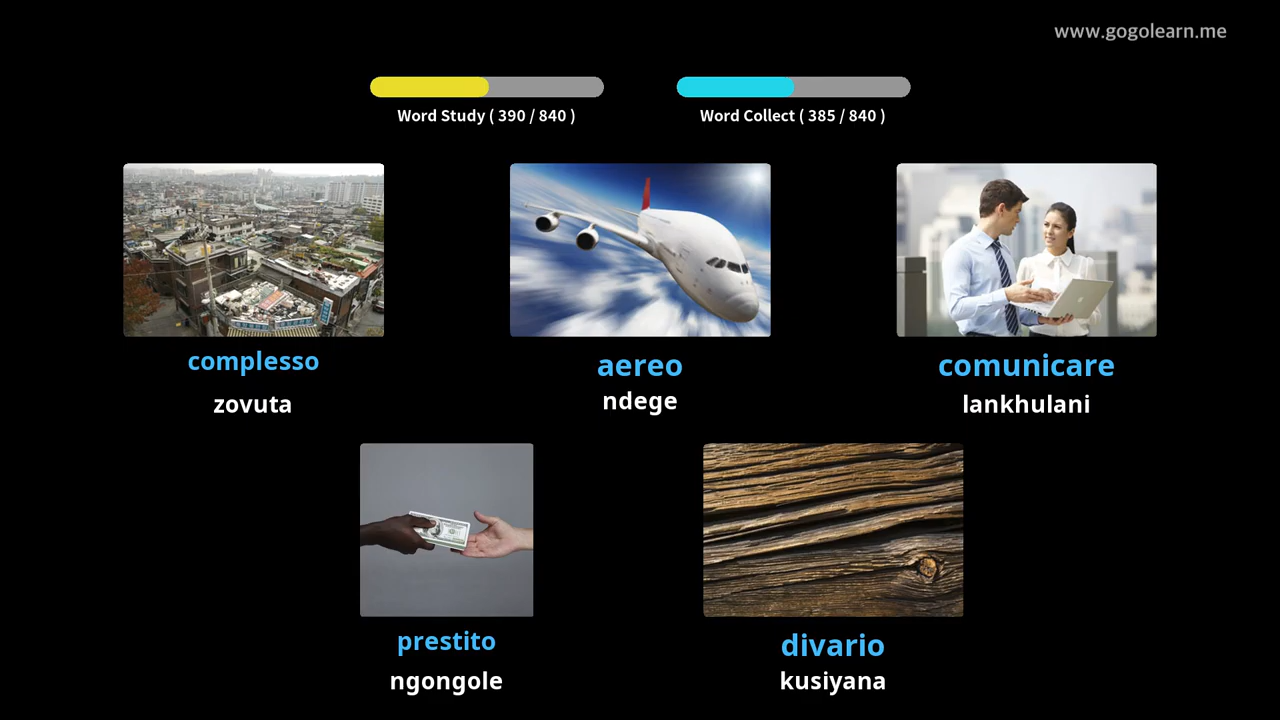 www.gogolearn.me
Word Study ( 390 / 840 )
Word Collect ( 385 / 840 )
complesso
zovuta
aereo
ndege
comunicare
lankhulani
prestito
ngongole
divario
kusiyana